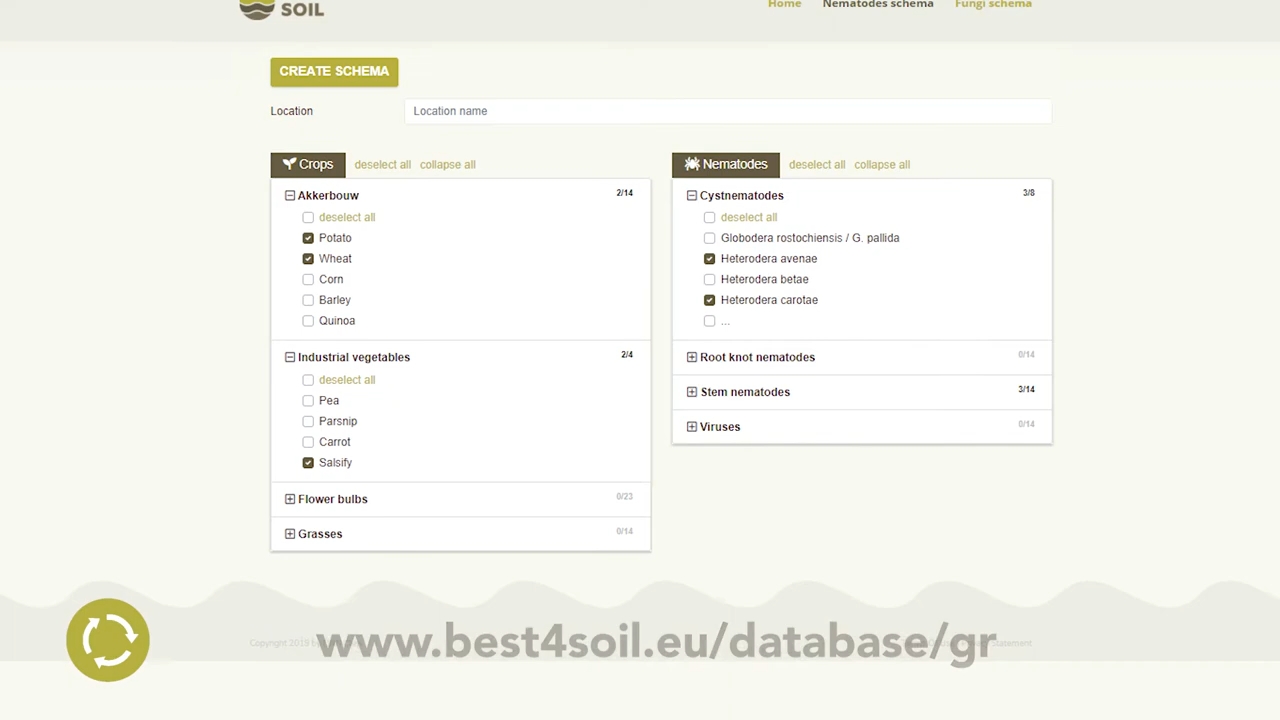 SOIL
Home Nematodes schema Fungi schema
CREATE SCHEMA
Location Location name
Crops deselect all collapse all
Akkerbouw 2/14
deselect all
Potato
Wheat
Corn
Barley
Quinoa
Industrial vegetables 2/4
deselect all
Pea
Parsnip
Carrot
Salsify
Flower bulbs 0/23
Grasses 0/14
Nematodes deselect all collapse all
Cystnematodes 3/8
deselect all
Globodera rostochiensis / G. pallida
Heterodera avenae
Heterodera betae
Heterodera carotae
...
Root knot nematodes 0/14
Stem nematodes 3/14
Viruses 0/14
Copyright 2019 Statement
www.best4soil.eu/database/gr